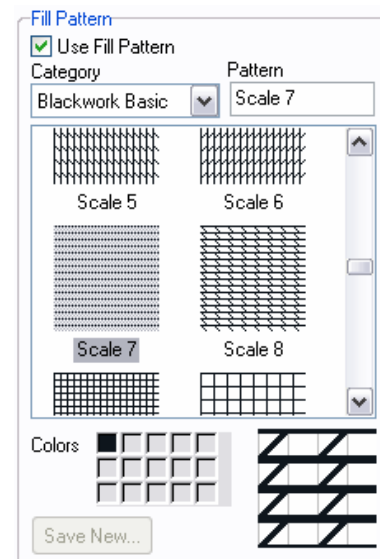 Fill Pattern
Use Fill Pattern
Category Pattern
Blackwork Basic Scale 7
Scale 5 Scale 6
Scale 7 Scale 8
Colors
Save New...